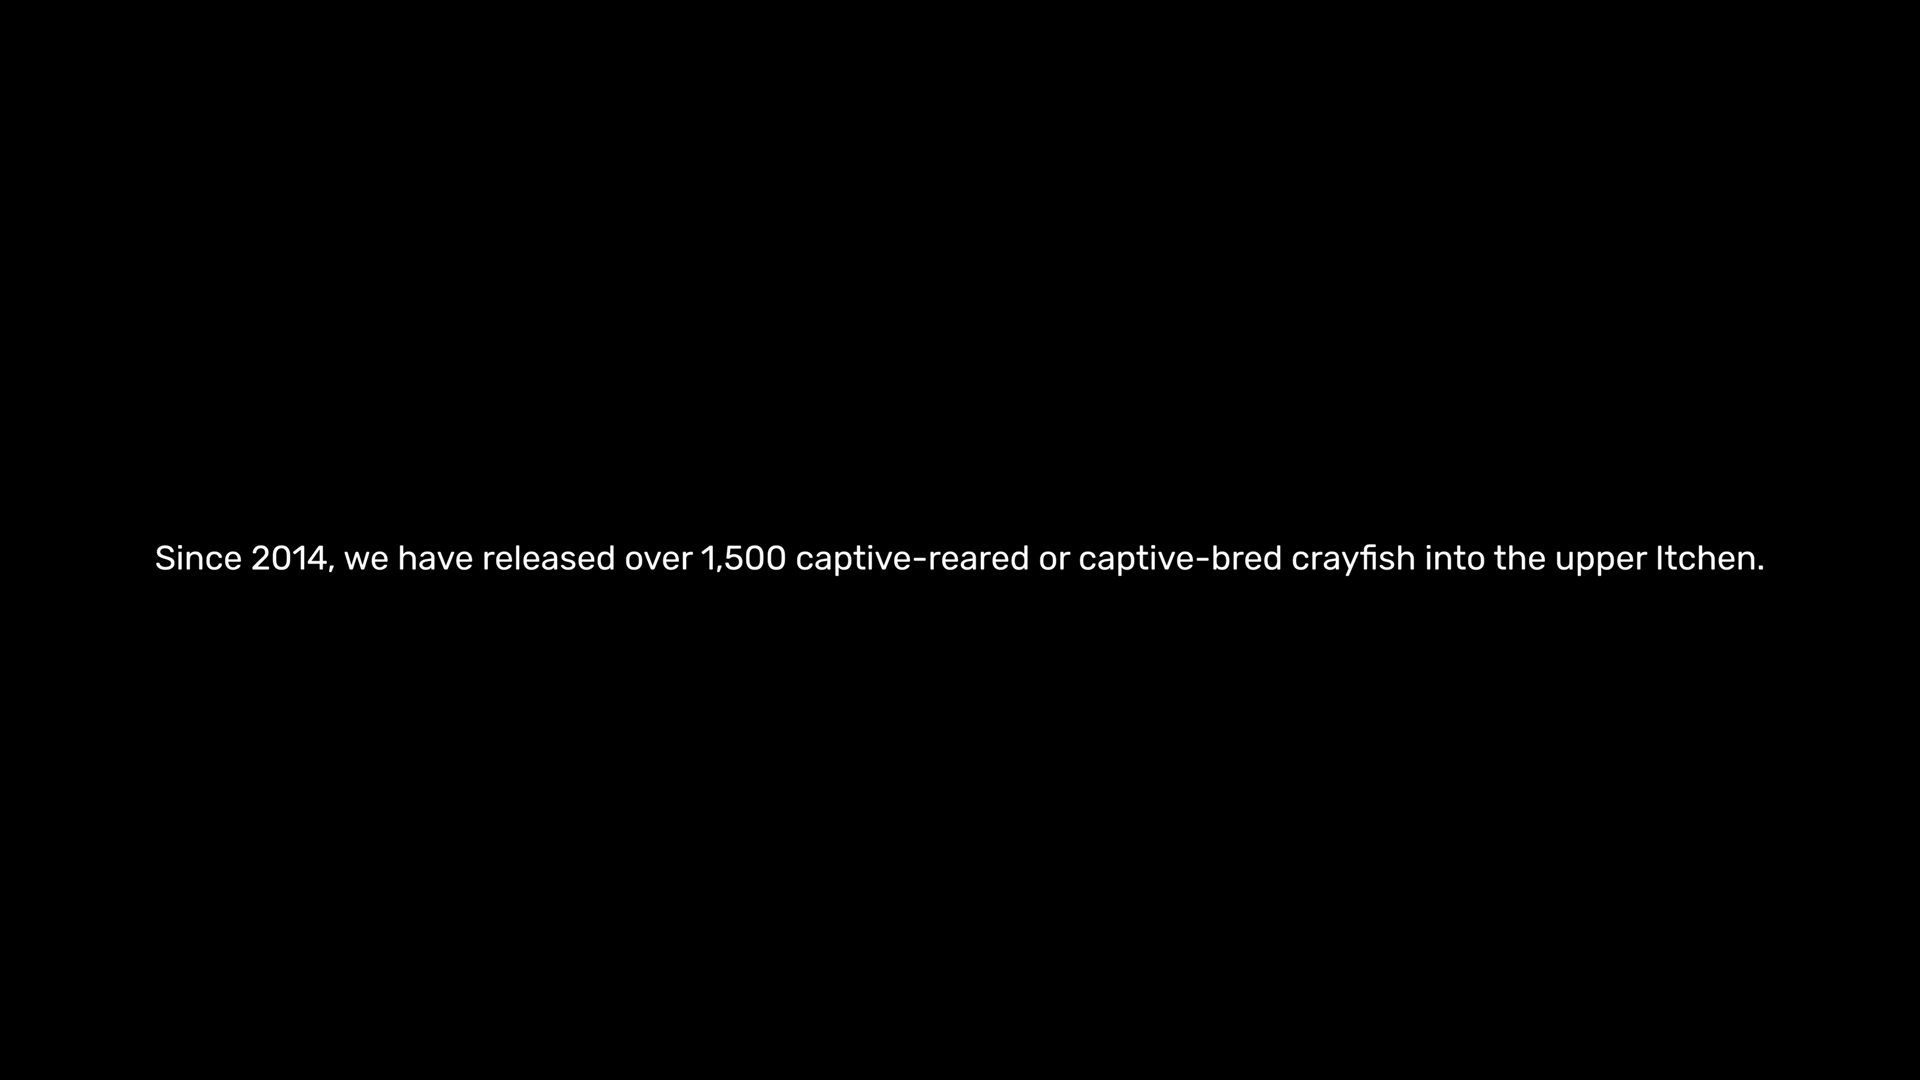 Since 2014, we have released over 1,500 captive-reared or captive-bred crayfish into the upper Itchen.